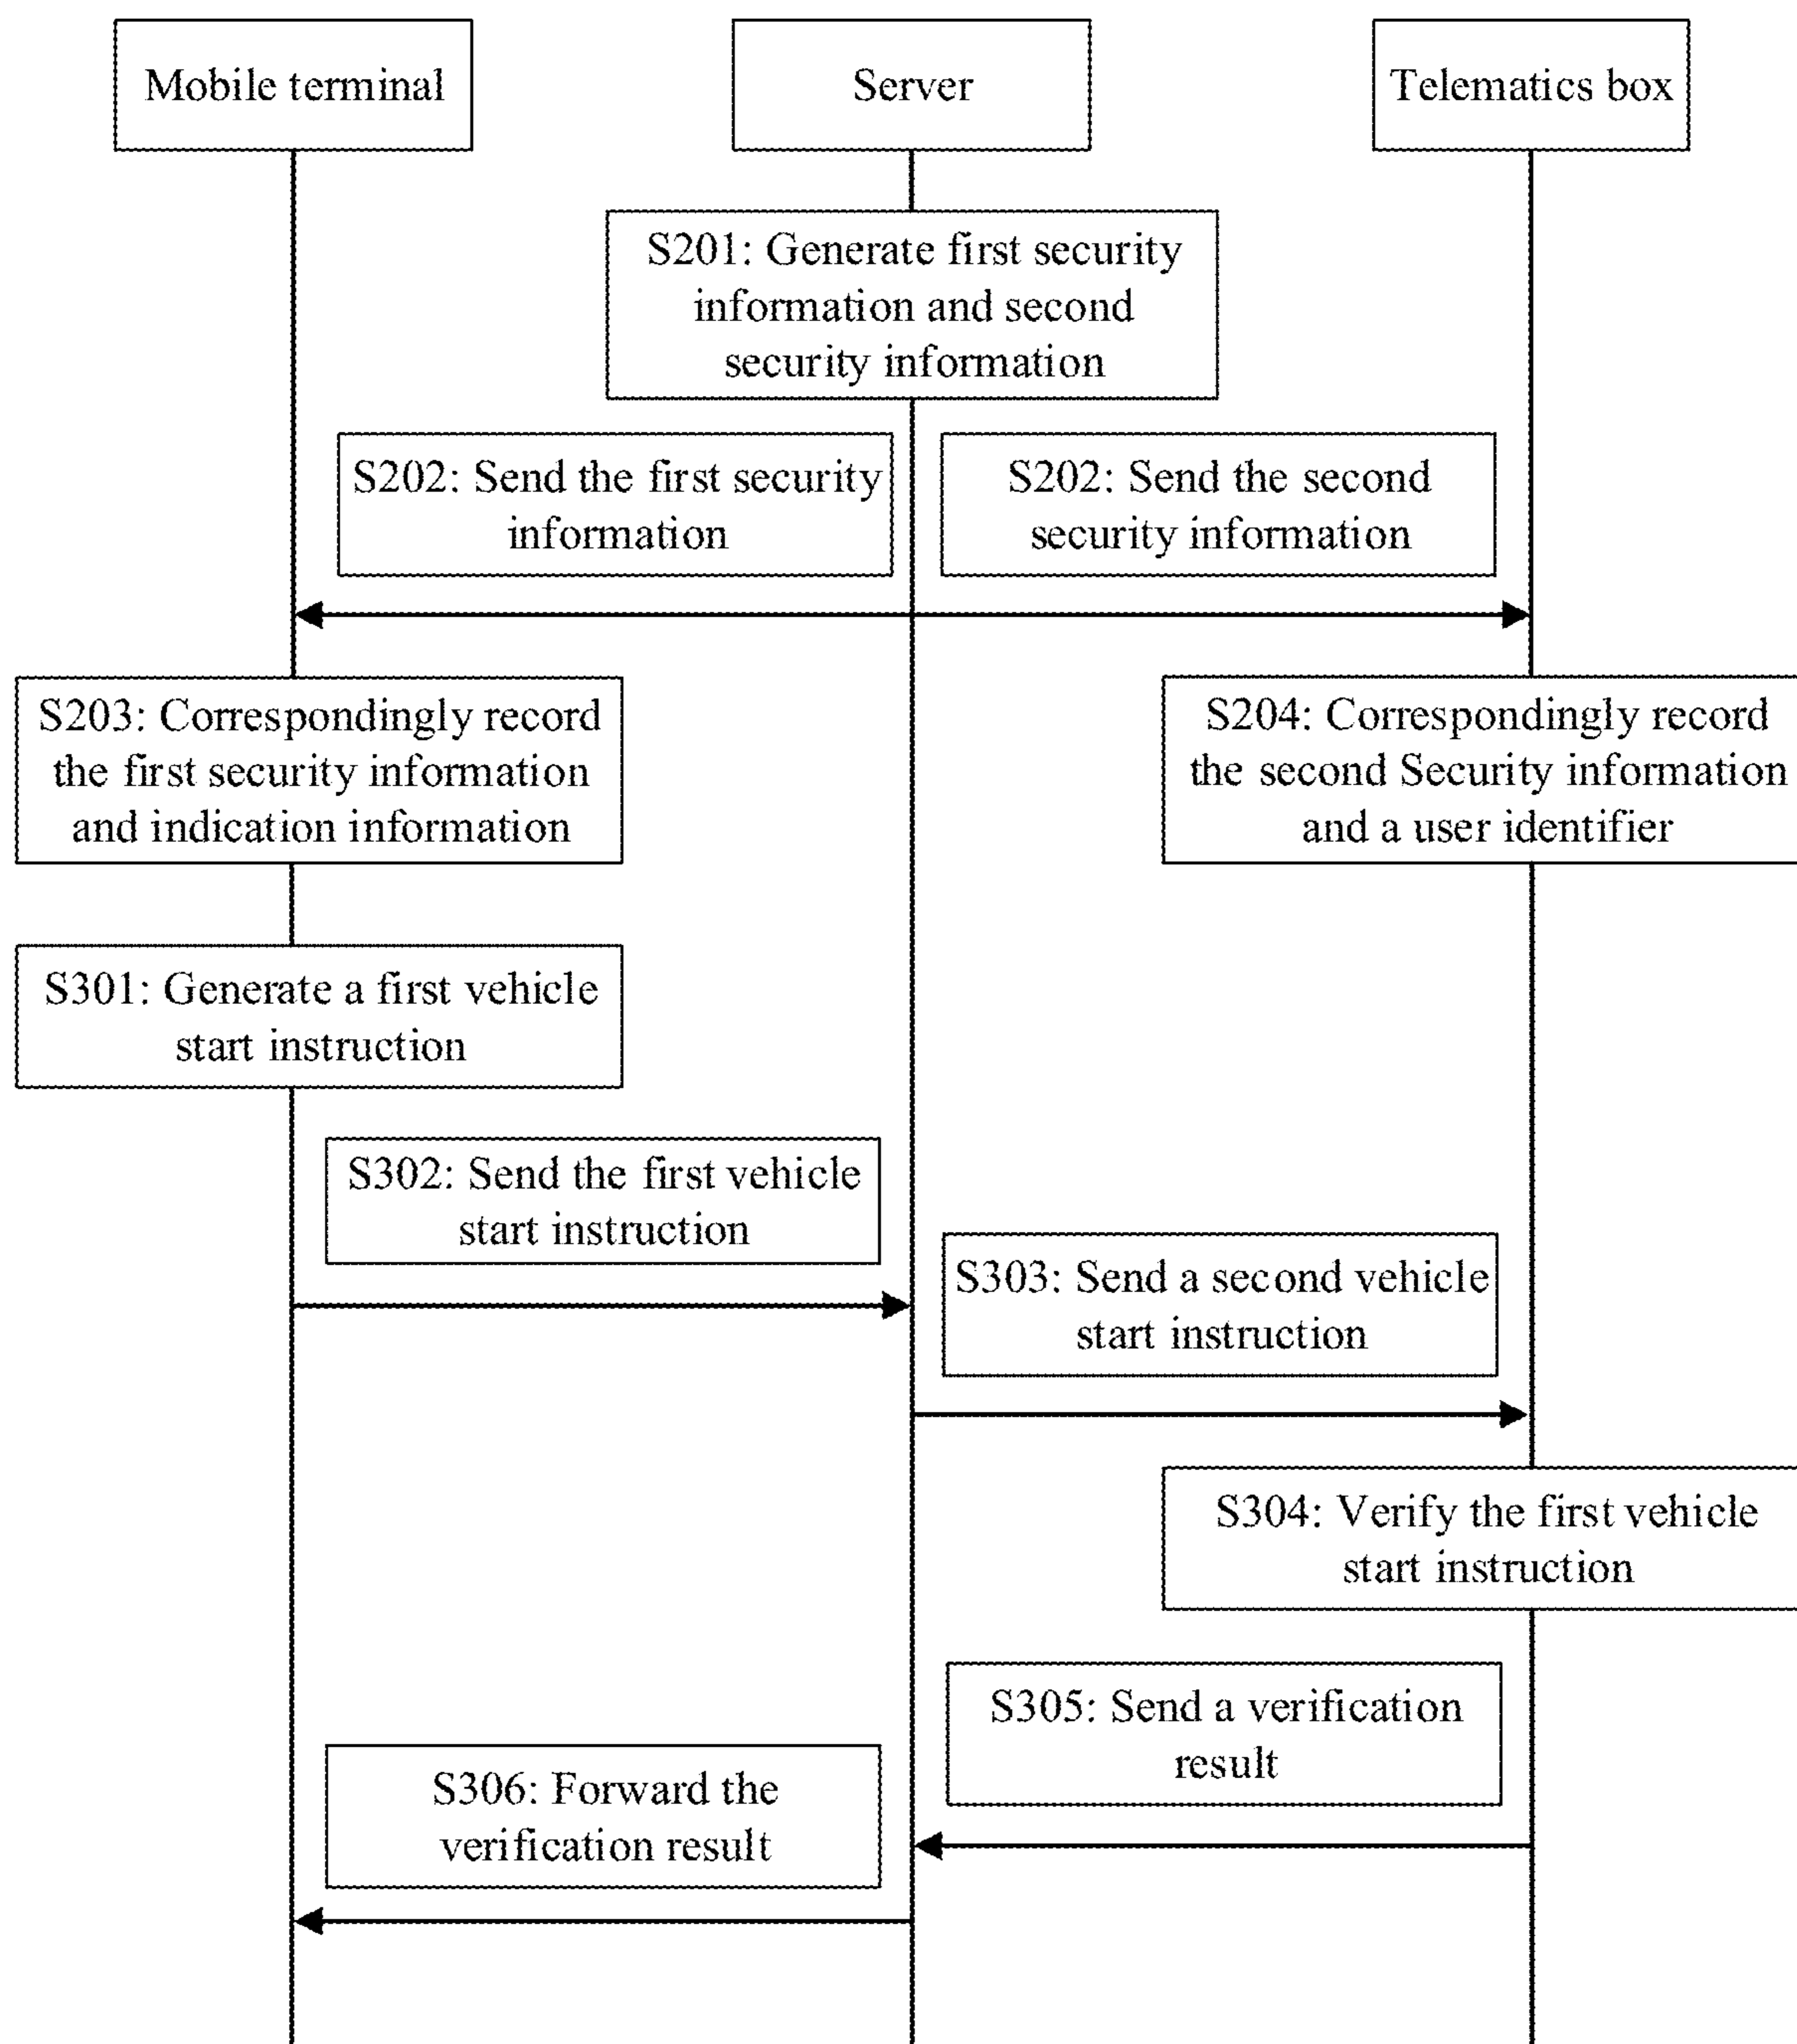 Mobile terminal
Server
Telematics box
S201: Generate first security
information and second
security information
S202: Send the first security
information
S202: Send the second
security information
S203: Correspondingly record
the first security information
and indication information
S204: Correspondingly record
the second Security information
and a user identifier
S301: Generate a first vehicle
start instruction
S302: Send the first vehicle
start instruction
S303: Send a second vehicle
start instruction
S304: Verify the first vehicle
start instruction
S305: Send a verification
result
S306: Forward the
verification result